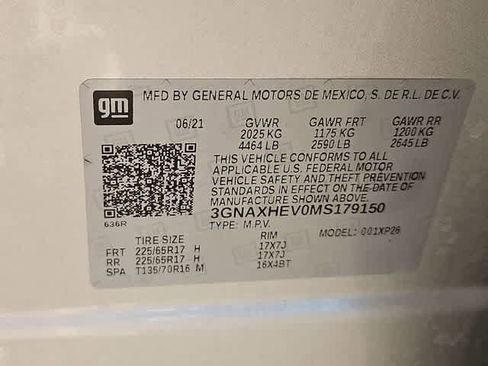 gm
MFD BY GENERAL MOTORS DE MEXICO, S. DE R.L. DE C.V.
06/21 GVWR GAWR FRT GAWR RR
2025 KG 1175 KG 1200 KG
4464 LB 2590 LB 2645 LB
THIS VEHICLE CONFORMS TO ALL
APPLICABLE U.S. FEDERAL MOTOR
VEHICLE SAFETY AND THEFT PREVENTION
STANDARDS IN EFFECT ON THE DATE OF
MANUFACTURE SHOWN ABOVE.
3GNAXHEV0MS179150
636R TYPE: M.P.V. MODEL: 001XP26
TIRE SIZE RIM
FRT 225/65R17 H 17X7J
RR 225/65R17 H 17X7J
SPA T135/70R16 M 16X4BT